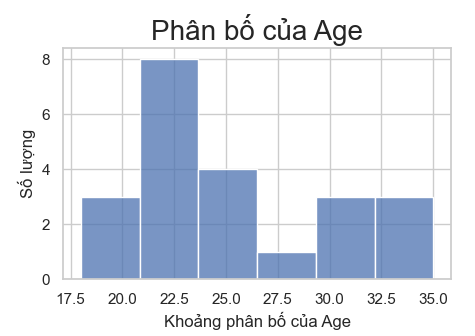 Phân bố của Age
8
6
4
2
0
Số lượng
17.5 20.0 22.5 25.0 27.5 30.0 32.5 35.0
Khoảng phân bố của Age